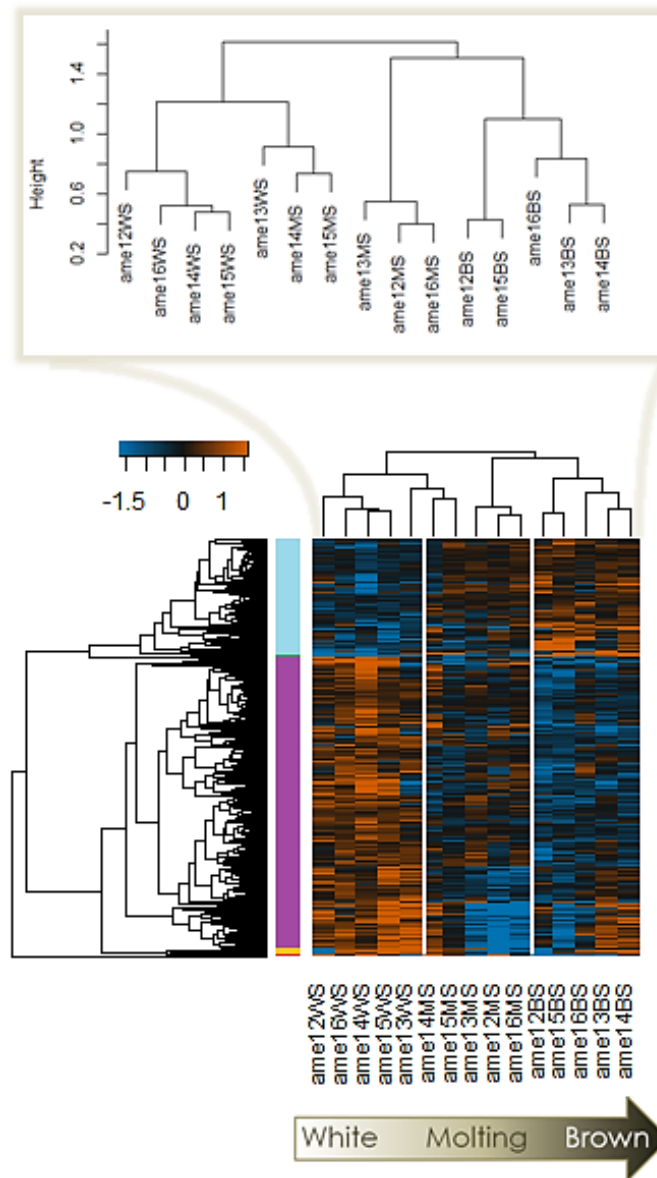 Height
1.4
1.0
0.6
0.2
ame12WS
ame16WS
ame14WS
ame15WS
ame13WS
ame14MS
ame15MS
ame13MS
ame12MS
ame16MS
ame12BS
ame15BS
ame16BS
ame13BS
ame14BS
-1.5 0 1
ame12WS
ame16WS
ame14WS
ame15WS
ame13WS
ame14MS
ame15MS
ame13MS
ame12MS
ame16MS
ame12BS
ame15BS
ame16BS
ame13BS
ame14BS
White Molting Brown